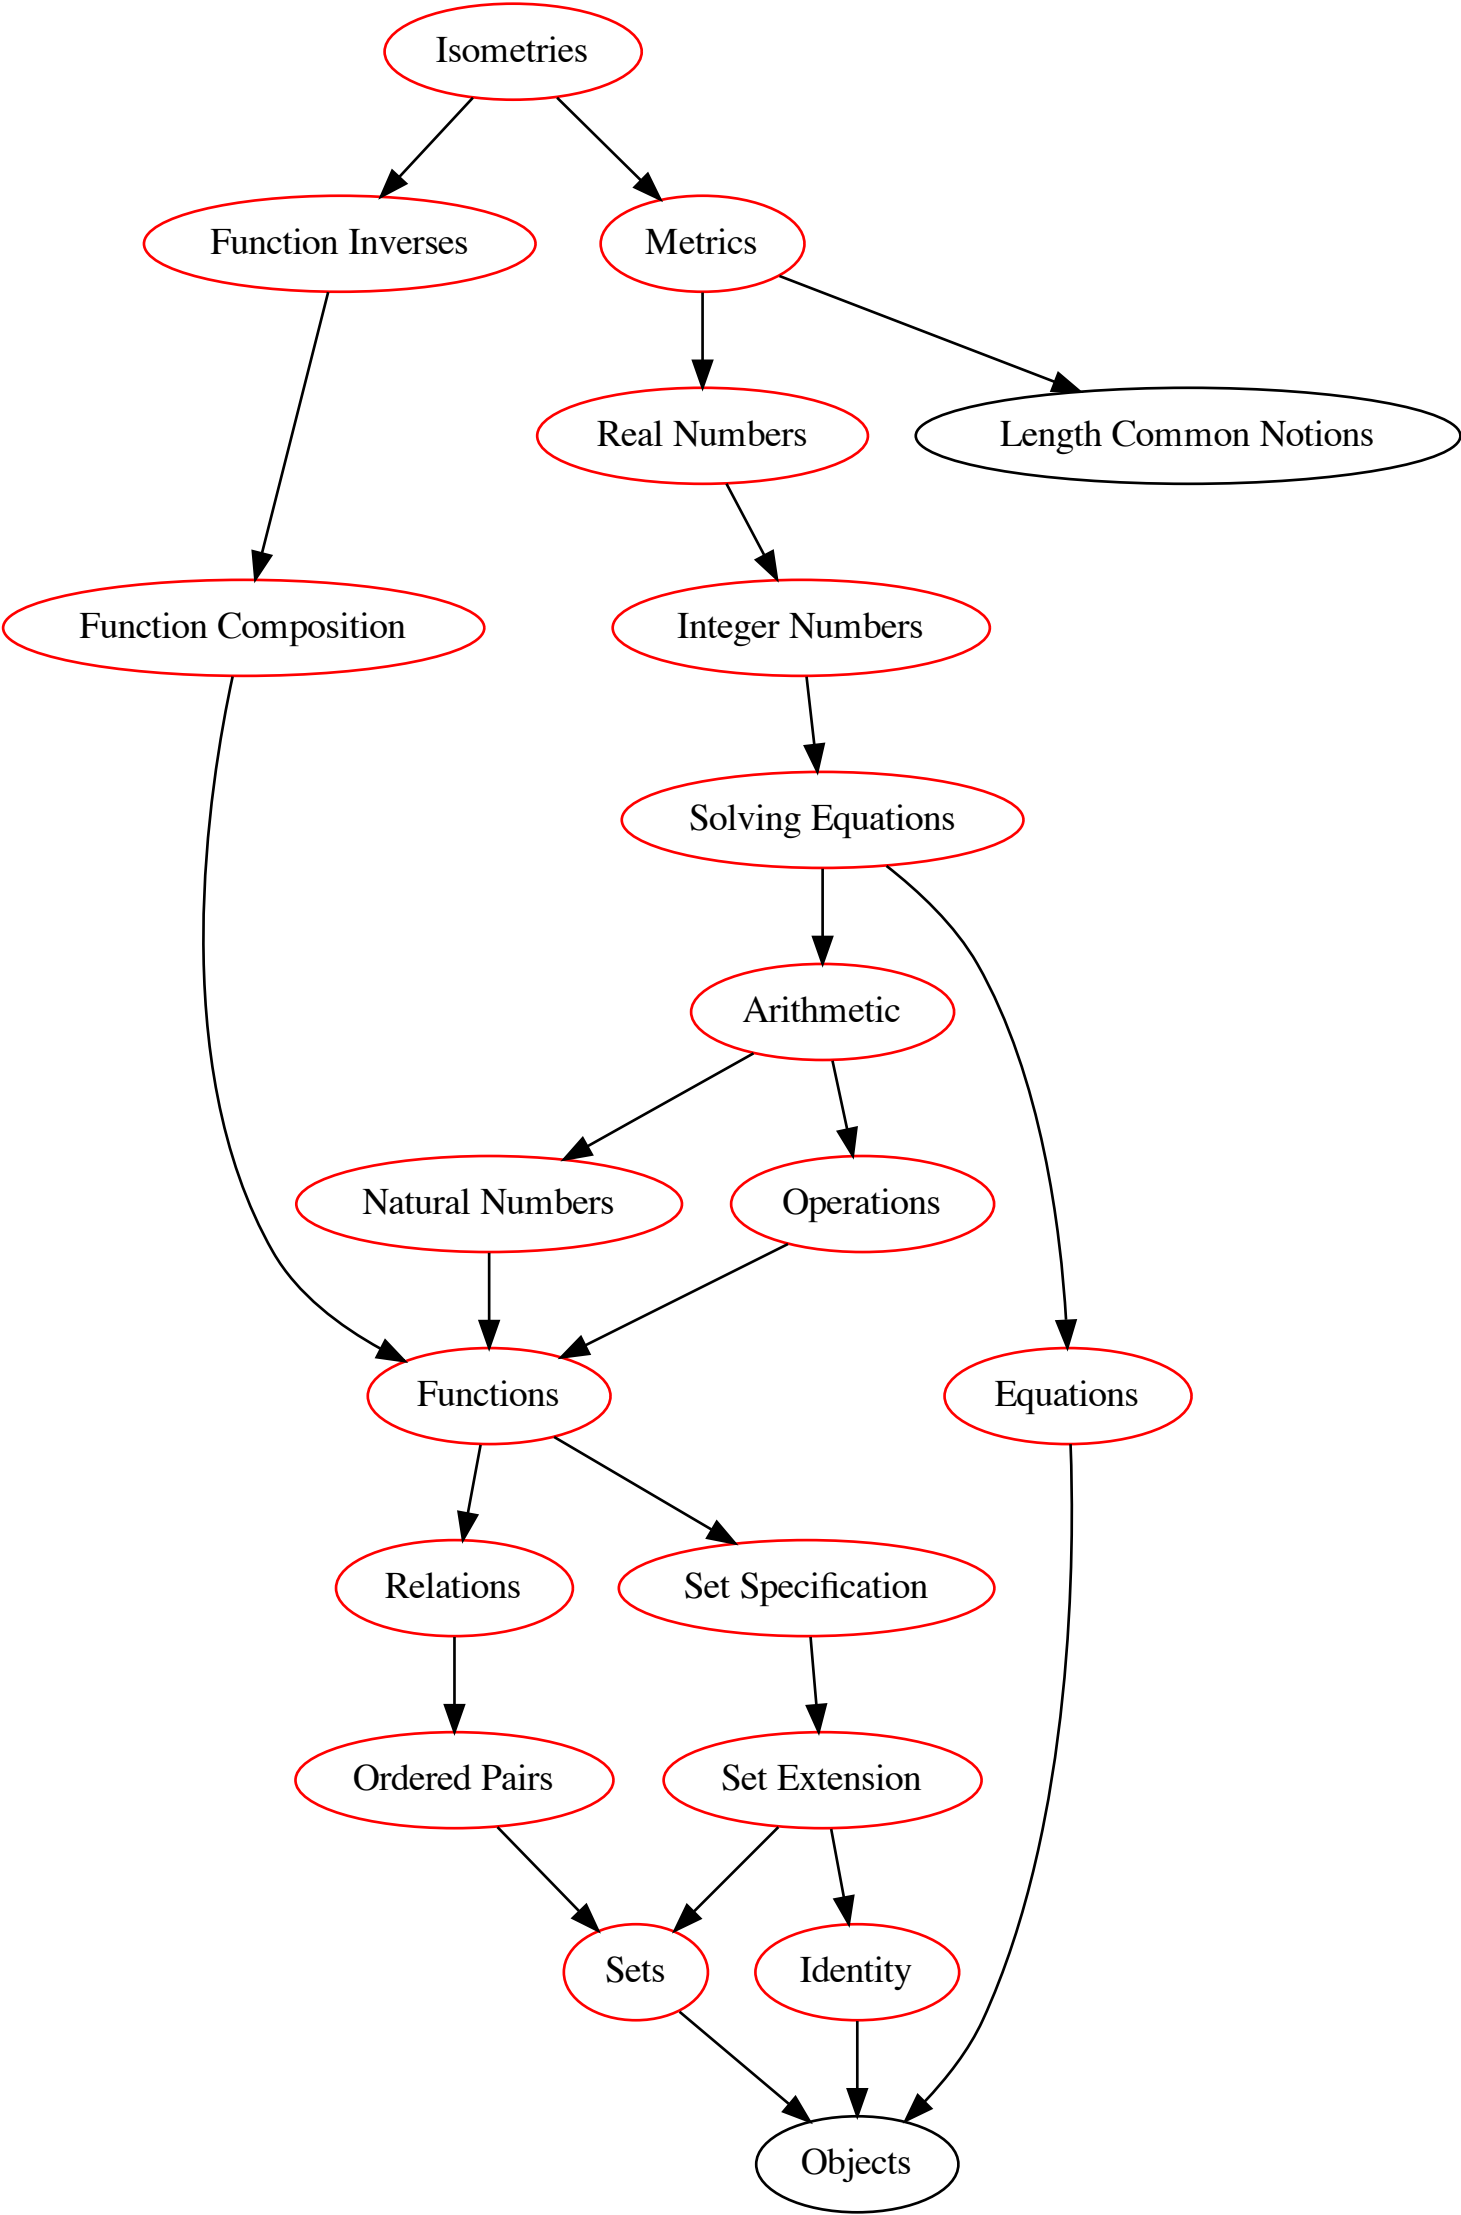 Isometries
Function Inverses
Metrics
Real Numbers
Length Common Notions
Function Composition
Integer Numbers
Solving Equations
Arithmetic
Natural Numbers
Operations
Functions
Equations
Relations
Set Specification
Ordered Pairs
Set Extension
Sets
Identity
Objects